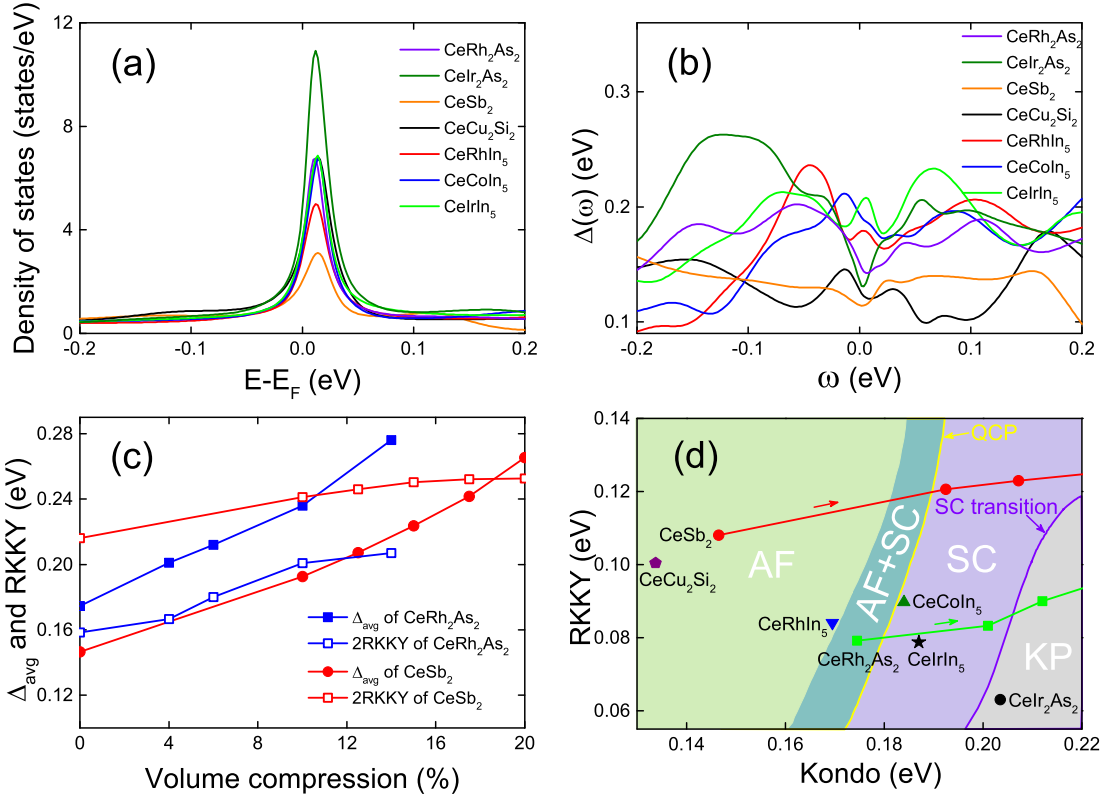 (a)
Density of states (states/eV)
12
8
4
0
-0.2
-0.1
0.0
0.1
0.2
E-E_F (eV)
CeRh₂As₂
CeIr₂As₂
CeSb₂
CeCu₂Si₂
CeRhIn₅
CeCoIn₅
CeIrIn₅
(b)
Δ(ω) (eV)
0.3
0.2
0.1
-0.2
-0.1
0.0
0.1
0.2
ω (eV)
CeRh₂As₂
CeIr₂As₂
CeSb₂
CeCu₂Si₂
CeRhIn₅
CeCoIn₅
CeIrIn₅
(c)
Δavg and RKKY (eV)
0.28
0.24
0.20
0.16
0.12
0
4
8
12
16
20
Volume compression (%)
Δavg of CeRh₂As₂
2RKKY of CeRh₂As₂
Δavg of CeSb₂
2RKKY of CeSb₂
(d)
RKKY (eV)
0.14
0.12
0.10
0.08
0.06
0.14
0.16
0.18
0.20
0.22
Kondo (eV)
QCP
SC transition
CeSb₂
AF
AF+SC
SC
KP
CeCu₂Si₂
CeRhIn₅
CeCoIn₅
CeRh₂As₂
CeIrIn₅
CeIr₂As₂